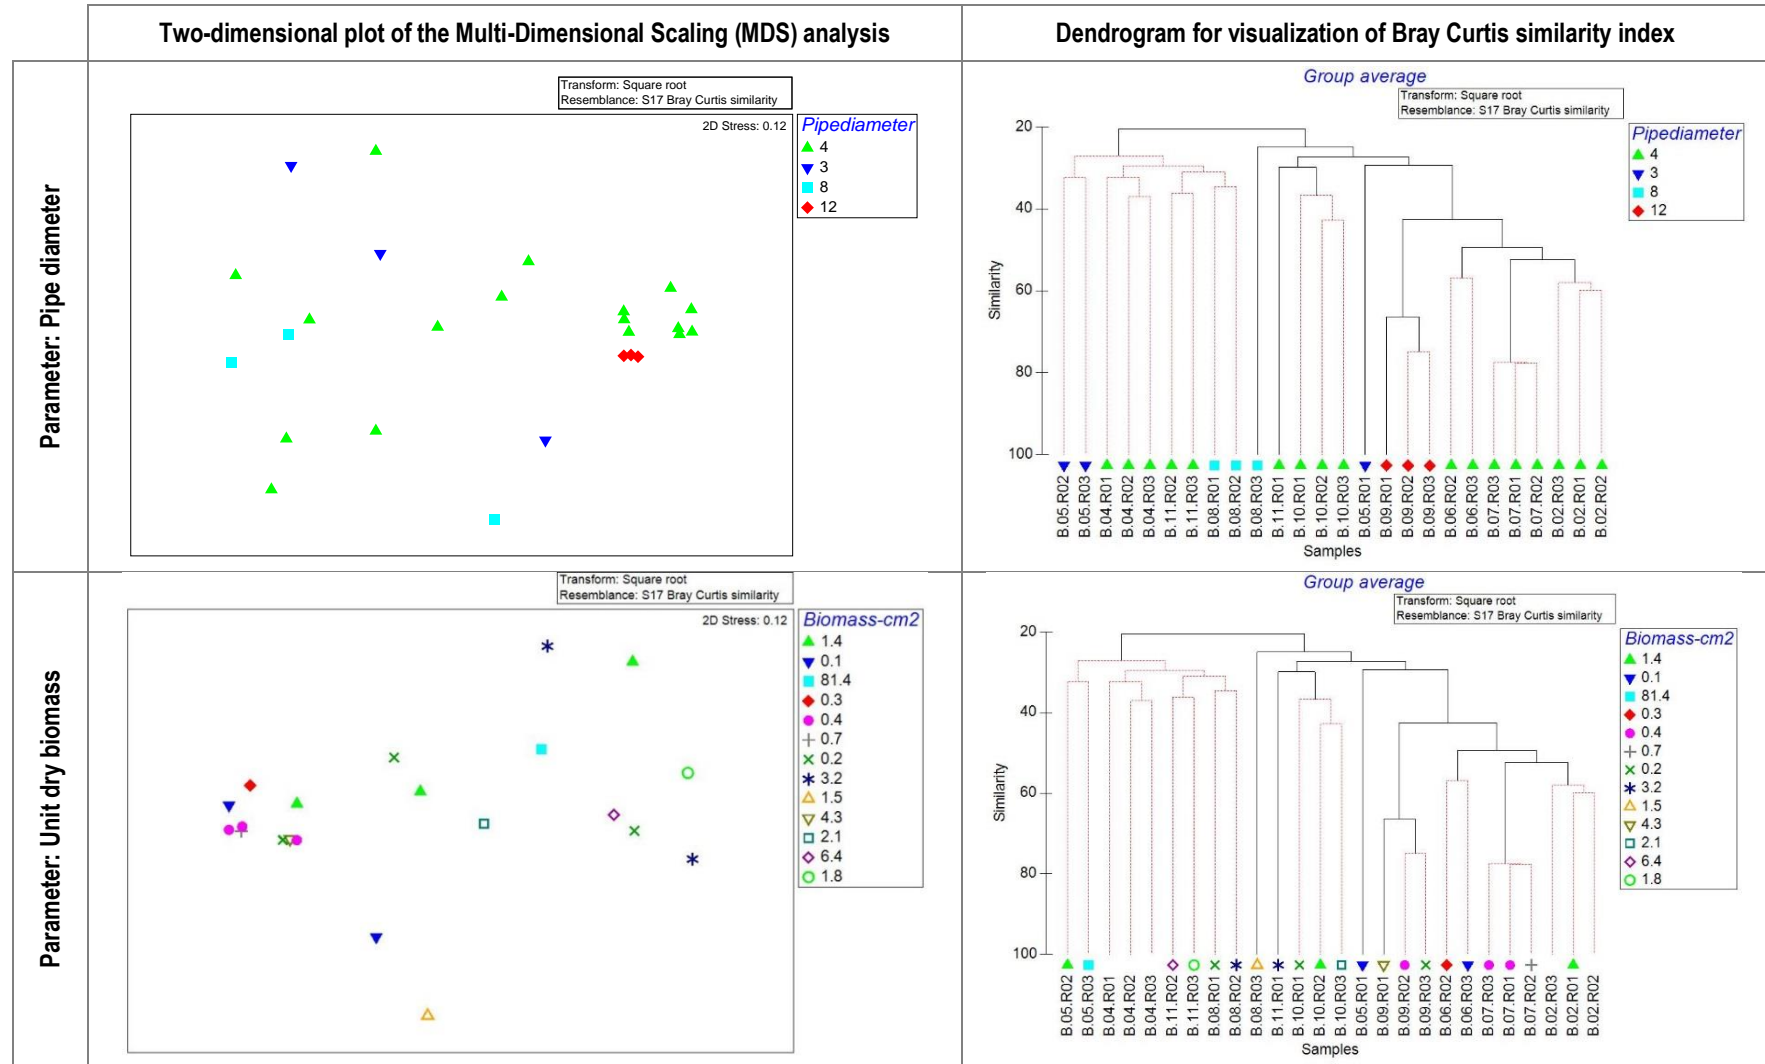 Two-dimensional plot of the Multi-Dimensional Scaling (MDS) analysis
Dendrogram for visualization of Bray Curtis similarity index
Parameter: Pipe diameter
Transform: Square root
Resemblance: S17 Bray Curtis similarity
2D Stress: 0.12
Pipediameter
4
3
8
12
Group average
Transform: Square root
Resemblance: S17 Bray Curtis similarity
Pipediameter
4
3
8
12
20
40
60
80
100
Similarity
B.05.R02
B.05.R03
B.04.R01
B.04.R02
B.04.R03
B.11.R02
B.11.R03
B.08.R01
B.08.R02
B.08.R03
B.11.R01
B.10.R01
B.10.R02
B.10.R03
B.05.R01
B.09.R01
B.09.R02
B.09.R03
B.06.R02
B.06.R03
B.07.R03
B.07.R01
B.07.R02
B.02.R03
B.02.R01
B.02.R02
Samples
Parameter: Unit dry biomass
Transform: Square root
Resemblance: S17 Bray Curtis similarity
2D Stress: 0.12
Biomass-cm2
1.4
0.1
81.4
0.3
0.4
0.7
0.2
3.2
1.5
4.3
2.1
6.4
1.8
Group average
Transform: Square root
Resemblance: S17 Bray Curtis similarity
Biomass-cm2
1.4
0.1
81.4
0.3
0.4
0.7
0.2
3.2
1.5
4.3
2.1
6.4
1.8
20
40
60
80
100
Similarity
B.05.R02
B.05.R03
B.04.R01
B.04.R02
B.04.R03
B.11.R02
B.11.R03
B.08.R01
B.08.R02
B.08.R03
B.11.R01
B.10.R01
B.10.R02
B.10.R03
B.05.R01
B.09.R01
B.09.R02
B.09.R03
B.06.R02
B.06.R03
B.07.R03
B.07.R01
B.07.R02
B.02.R03
B.02.R01
B.02.R02
Samples